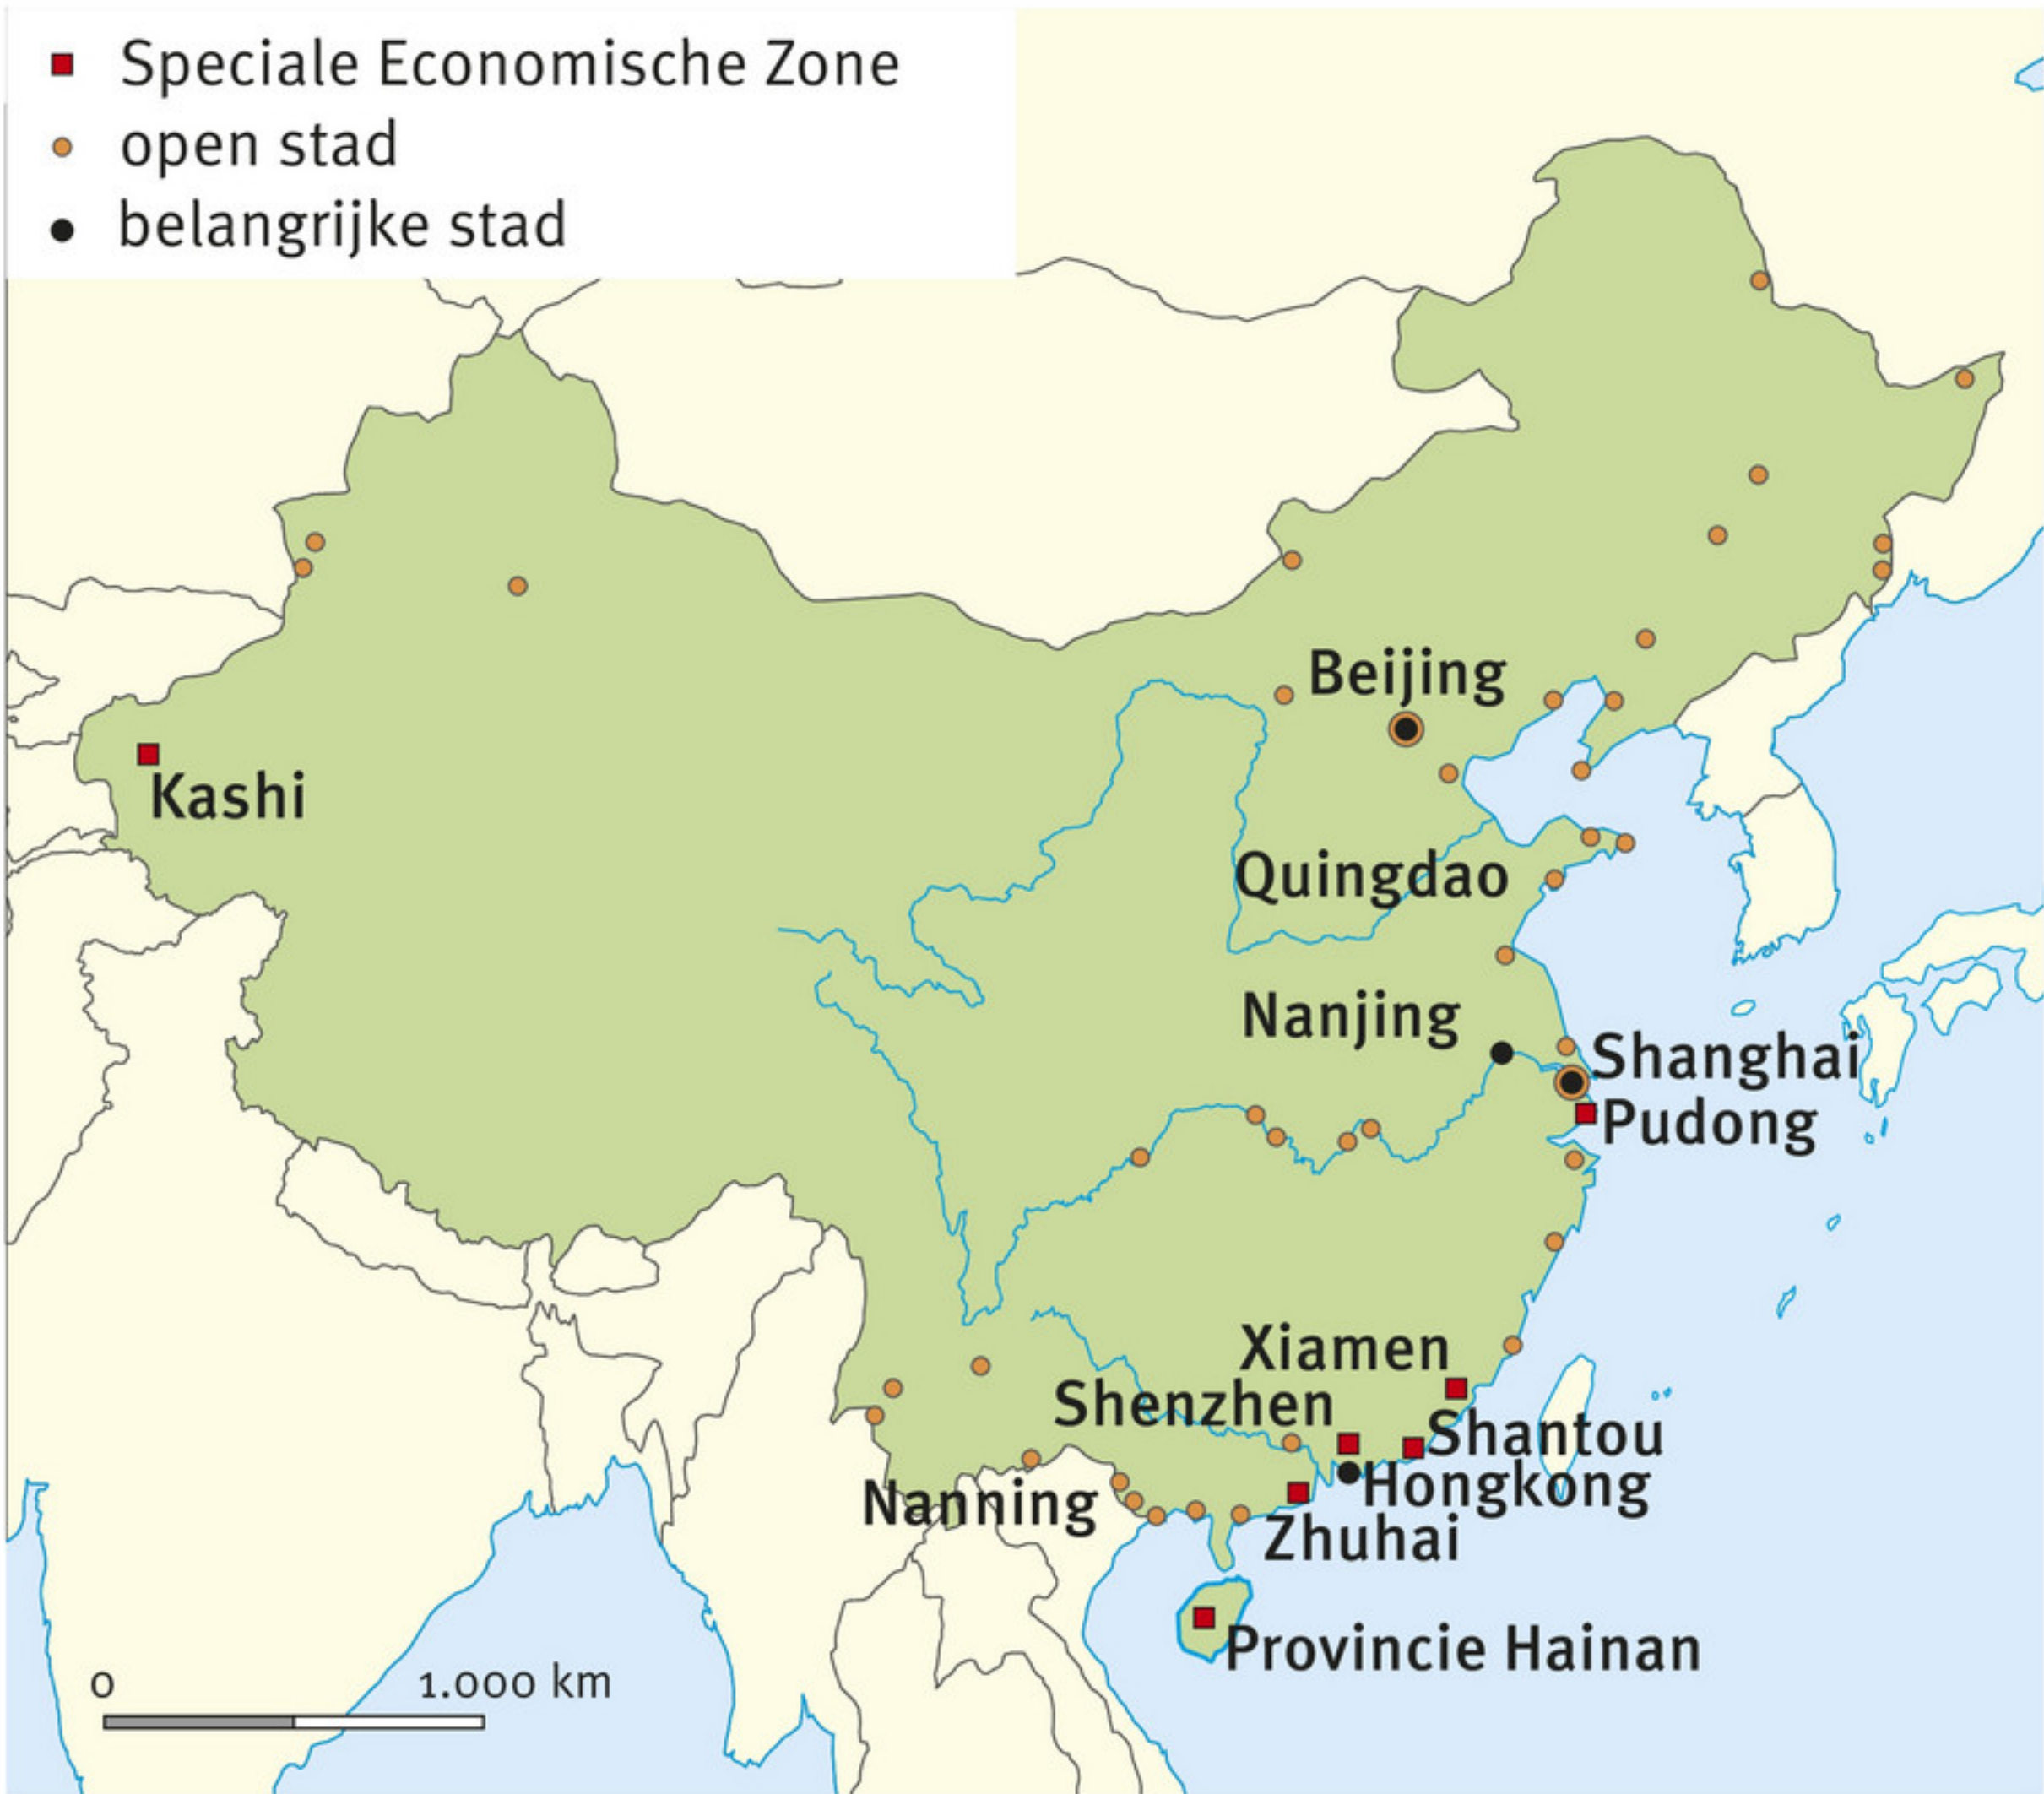 Speciale Economische Zone
open stad
belangrijke stad
Beijing
Kashi
Quingdao
Nanjing
Shanghai
Pudong
Xiamen
Shenzhen
Shantou
Hongkong
Nanning
Zhuhai
Provincie Hainan
0 1.000 km